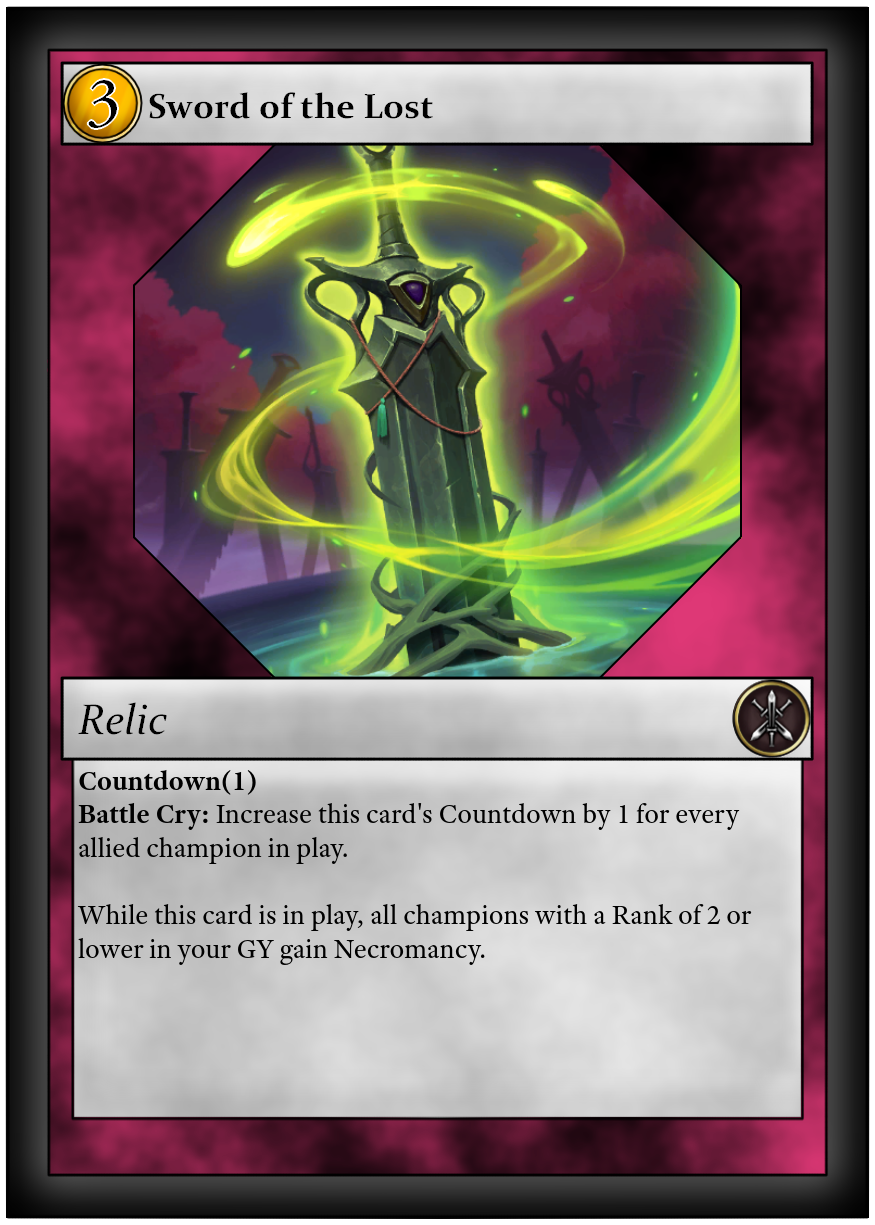 3 Sword of the Lost
Relic
Countdown(1)
Battle Cry: Increase this card's Countdown by 1 for every
allied champion in play.
While this card is in play, all champions with a Rank of 2 or
lower in your GY gain Necromancy.